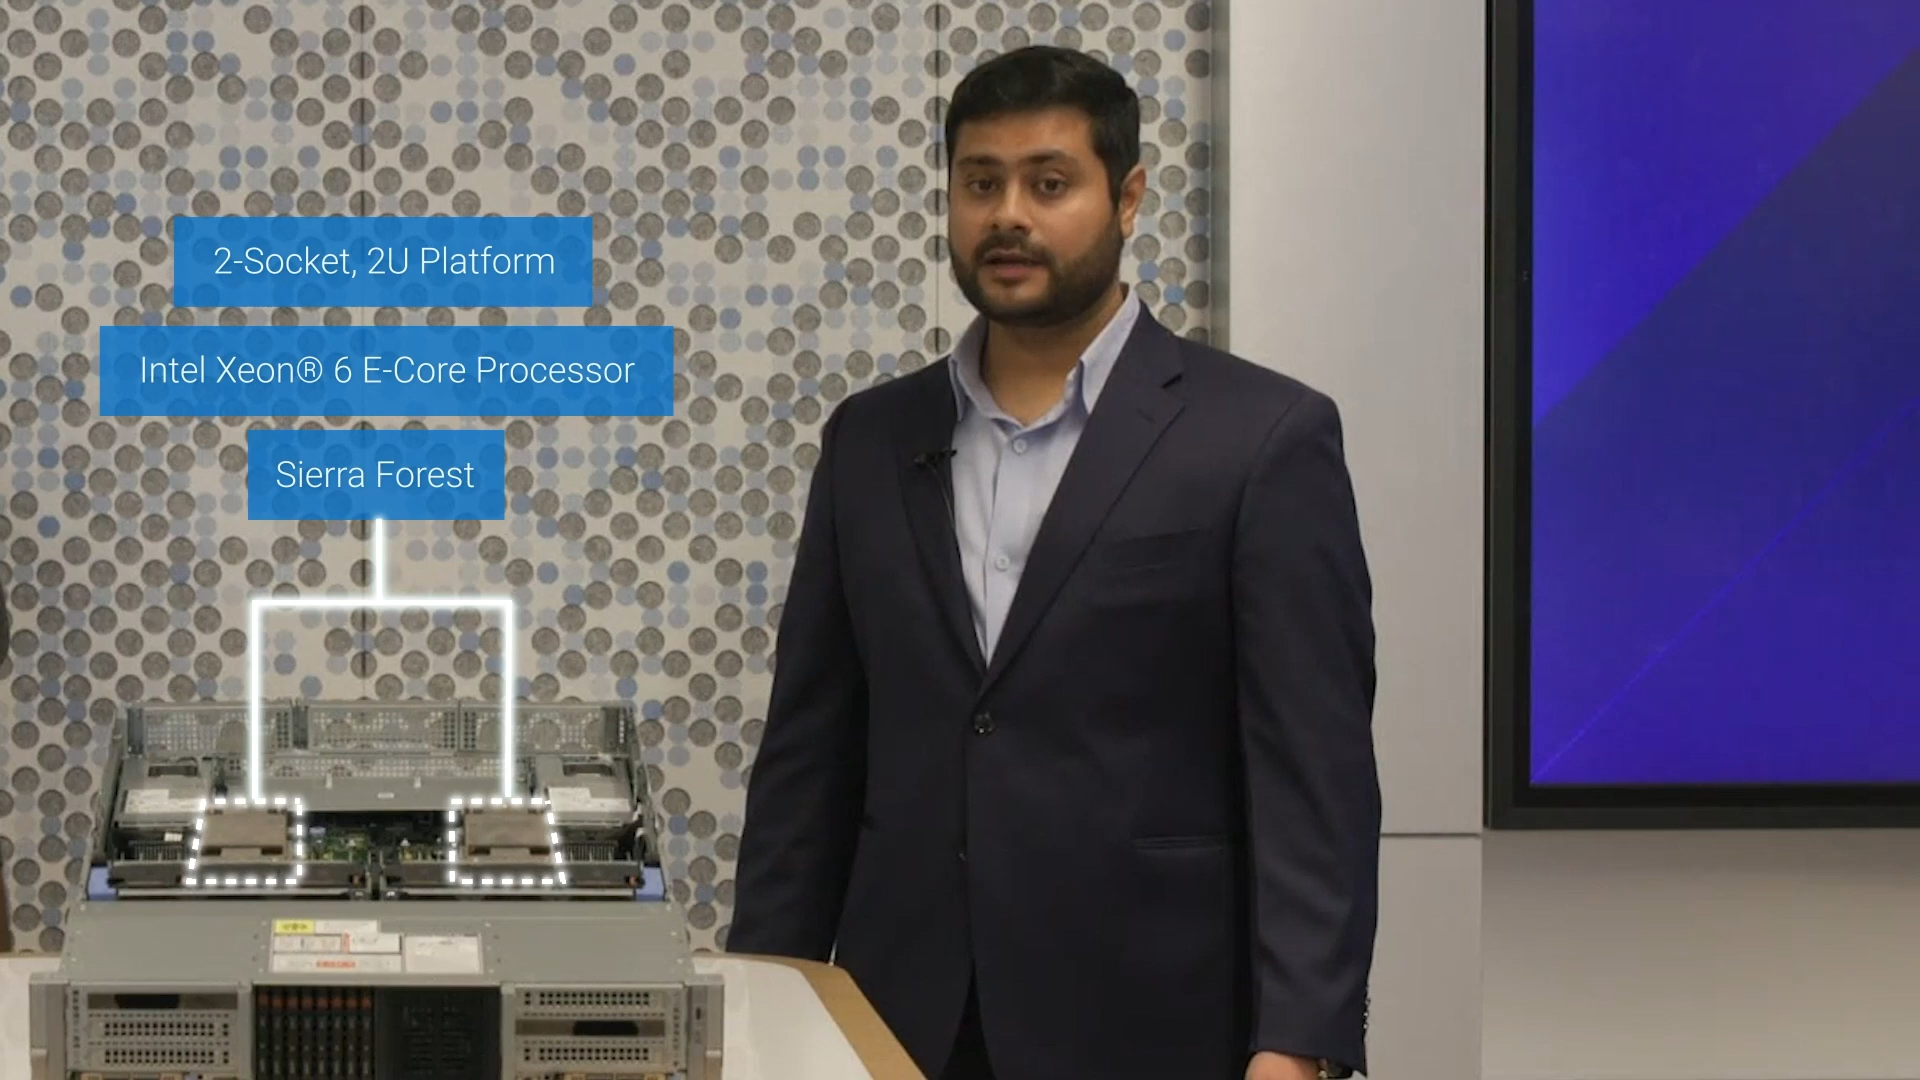 2-Socket, 2U Platform
Intel Xeon® 6 E-Core Processor
Sierra Forest